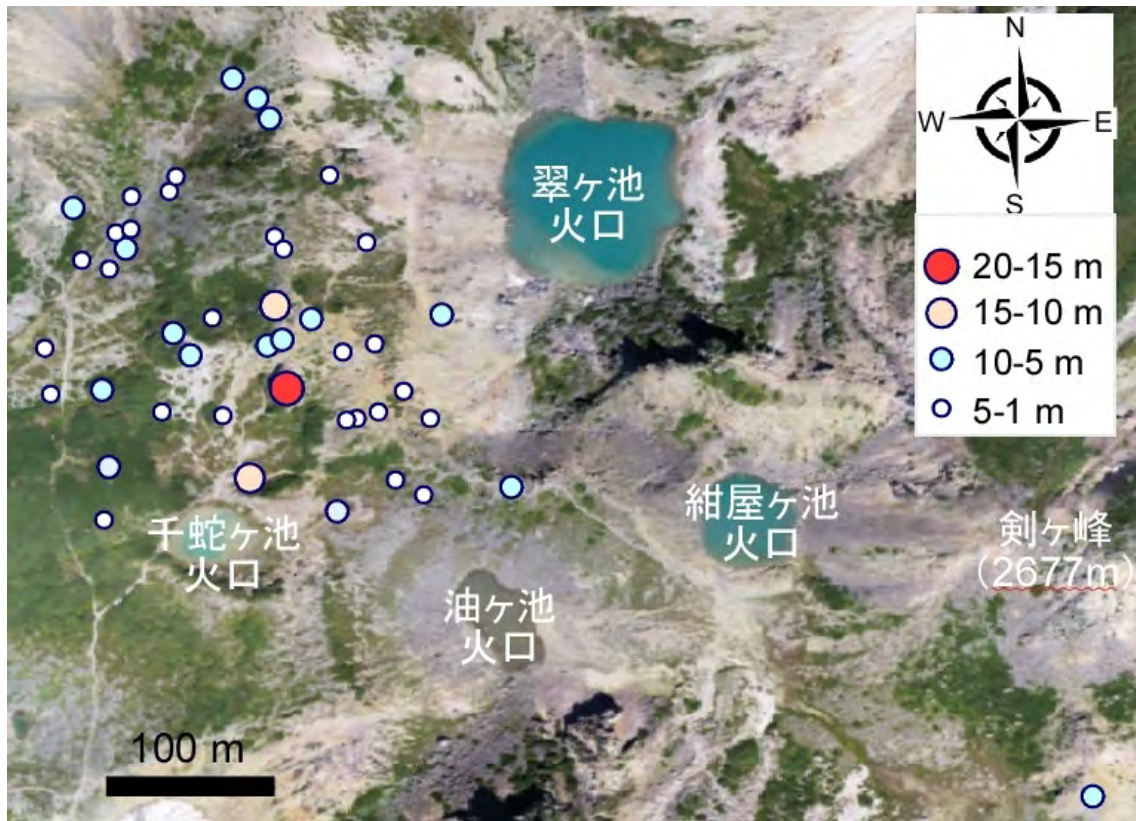 N
W
E
S
翠ヶ池
火口
20-15 m
15-10 m
10-5 m
5-1 m
千蛇ヶ池
火口
紺屋ヶ池
火口
剣ヶ峰
(2677m)
油ヶ池
火口
100 m